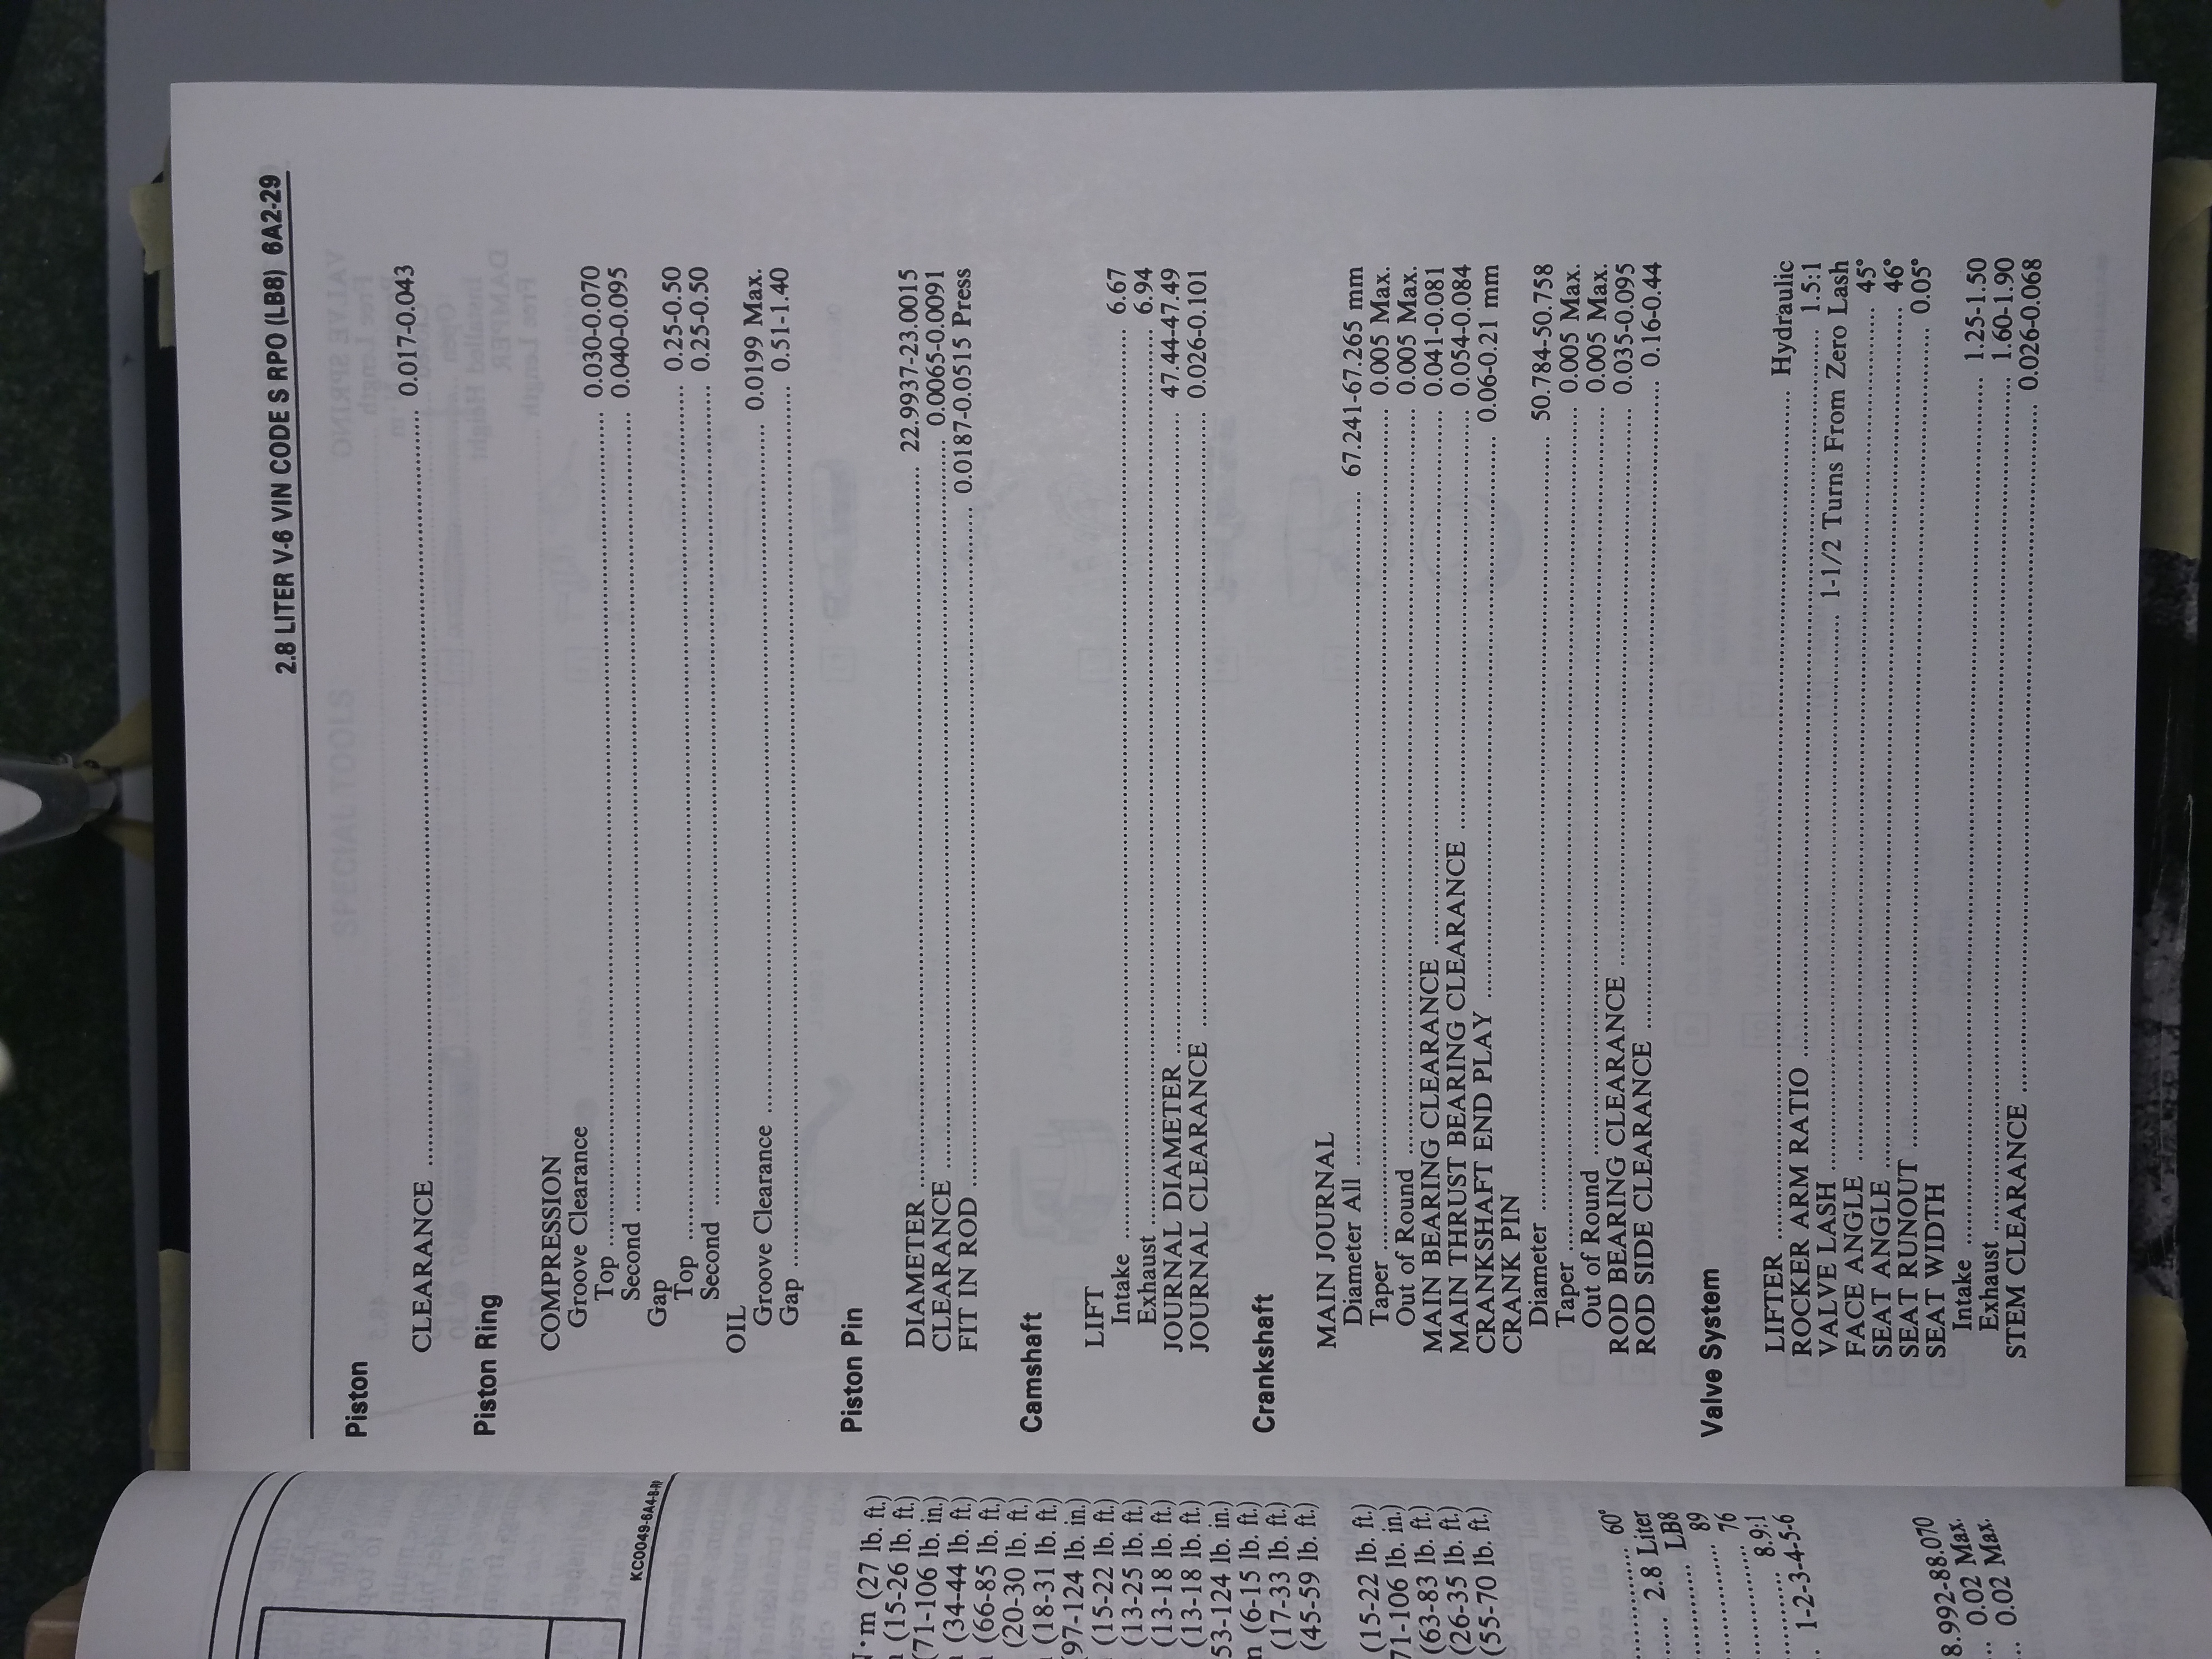 2.8 LITER V-6 VIN CODE S RPO (LB8) 6A2-29
Piston
CLEARANCE ........ 0.017-0.043
Piston Ring
COMPRESSION
Groove Clearance
Top ........ 0.030-0.070
Second ........ 0.040-0.095
Gap
Top ........ 0.25-0.50
Second ........ 0.25-0.50
OIL
Groove Clearance ........ 0.0199 Max.
Gap ........ 0.51-1.40
Piston Pin
DIAMETER ........ 22.9937-23.0015
CLEARANCE ........ 0.0065-0.0091
FIT IN ROD ........ 0.0187-0.0515 Press
Camshaft
LIFT
Intake ........ 6.67
Exhaust ........ 6.94
JOURNAL DIAMETER ........ 47.44-47.49
JOURNAL CLEARANCE ........ 0.026-0.101
Crankshaft
MAIN JOURNAL
Diameter All ........ 67.241-67.265 mm
Taper ........ 0.005 Max.
Out of Round ........ 0.005 Max.
MAIN BEARING CLEARANCE ........ 0.041-0.081
MAIN THRUST BEARING CLEARANCE ........ 0.054-0.084
CRANKSHAFT END PLAY ........ 0.06-0.21 mm
CRANK PIN
Diameter ........ 50.784-50.758
Taper ........ 0.005 Max.
Out of Round ........ 0.005 Max.
ROD BEARING CLEARANCE ........ 0.035-0.095
ROD SIDE CLEARANCE ........ 0.16-0.44
Valve System
LIFTER ........ Hydraulic
ROCKER ARM RATIO ........ 1.5:1
VALVE LASH ........ 1-1/2 Turns From Zero Lash
FACE ANGLE ........ 45°
SEAT ANGLE ........ 46°
SEAT RUNOUT ........ 0.05°
SEAT WIDTH
Intake ........ 1.25-1.50
Exhaust ........ 1.60-1.90
STEM CLEARANCE ........ 0.026-0.068
KC0049-6A4-B-RP
m (27 lb. ft.)
(15-26 lb. ft.)
(71-106 lb. in.)
(34-44 lb. ft.)
(66-85 lb. ft.)
(20-30 lb. ft.)
(18-31 lb. ft.)
(97-124 lb. in.)
(15-22 lb. ft.)
(13-25 lb. ft.)
(13-18 lb. ft.)
(13-18 lb. ft.)
53-124 lb. in.)
(6-15 lb. ft.)
(17-33 lb. ft.)
(45-59 lb. ft.)
(15-22 lb. ft.)
71-106 lb. in.)
(63-83 lb. ft.)
(26-35 lb. ft.)
(55-70 lb. ft.)
60°
2.8 Liter
LB8
89
76
8.9:1
1-2-3-4-5-6
8.992-88.070
0.02 Max.
0.02 Max.